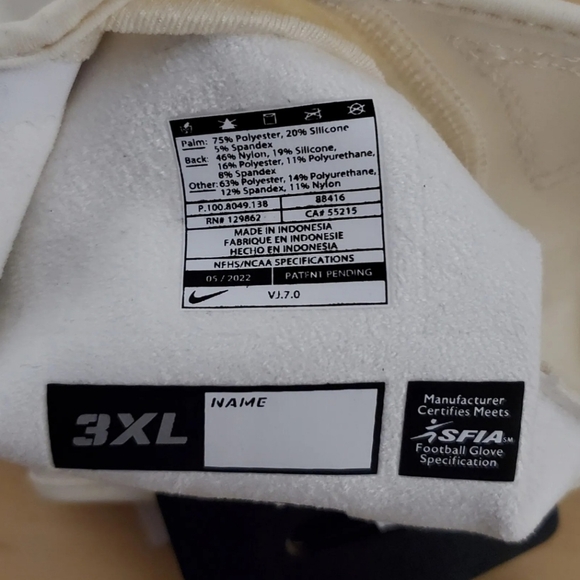 Palm: 75% Polyester, 20% Silicone,
5% Spandex
Back: 46% Nylon, 19% Silicone,
16% Polyester, 11% Polyurethane,
8% Spandex
Other: 63% Polyester, 14% Polyurethane,
12% Spandex, 11% Nylon
P.100.8049.138 88416
RN# 129862 CA# 55215
MADE IN INDONESIA
FABRIQUE EN INDONESIE
HECHO EN INDONESIA
NFHS/NCAA SPECIFICATIONS
05/2022 PATENT PENDING
VJ.7.0
3XL NAME
Manufacturer
Certifies Meets
SFIA SM
Football Glove
Specification